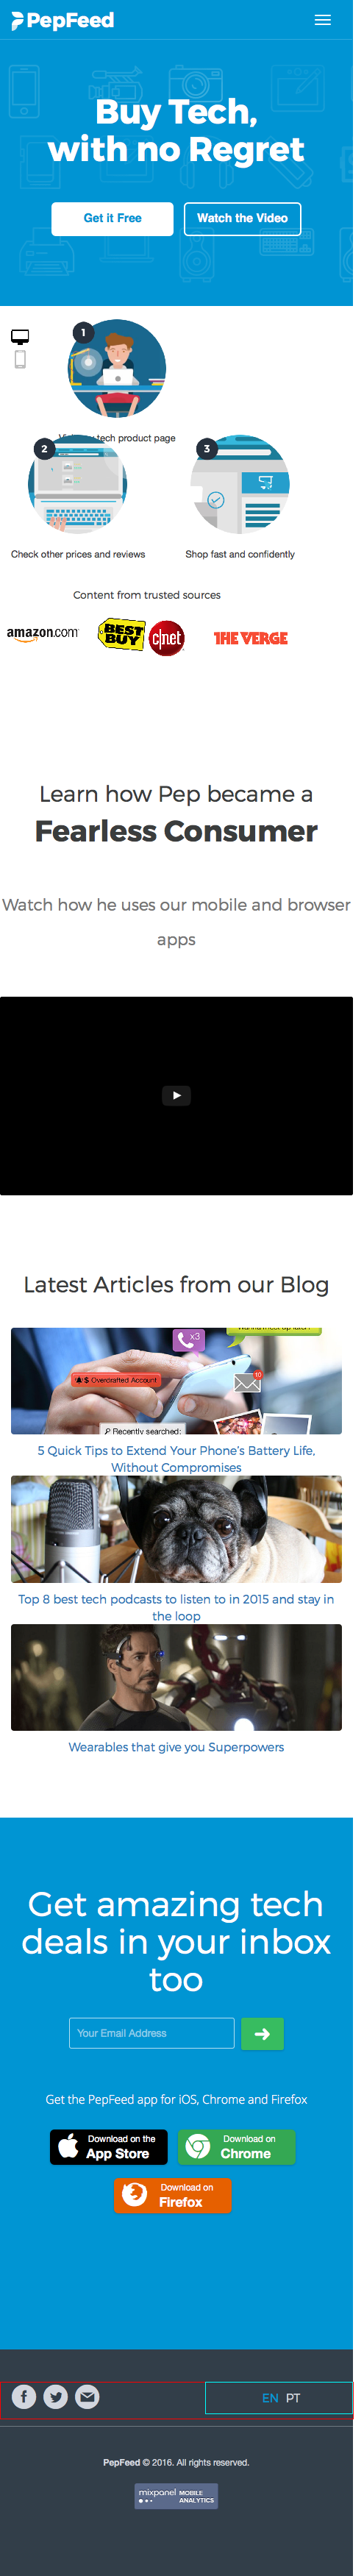 PepFeed
Buy Tech,
with no Regret
Get it Free
Watch the Video
1
tech product page
2
3
Check other prices and reviews
Shop fast and confidently
Content from trusted sources
amazon.com
BEST
BUY
c|net
THE VERGE
Learn how Pep became a
Fearless Consumer
Watch how he uses our mobile and browser
apps
Latest Articles from our Blog
x3
$ Overdrafted Account
10
Recently searched:
5 Quick Tips to Extend Your Phone's Battery Life,
Without Compromises
Top 8 best tech podcasts to listen to in 2015 and stay in
the loop
Wearables that give you Superpowers
Get amazing tech
deals in your inbox
too
Your Email Address
Get the PepFeed app for iOS, Chrome and Firefox
Download on the
App Store
Download on
Chrome
Download on
Firefox
EN PT
PepFeed © 2016. All rights reserved.
mixpanel MOBILE
ANALYTICS